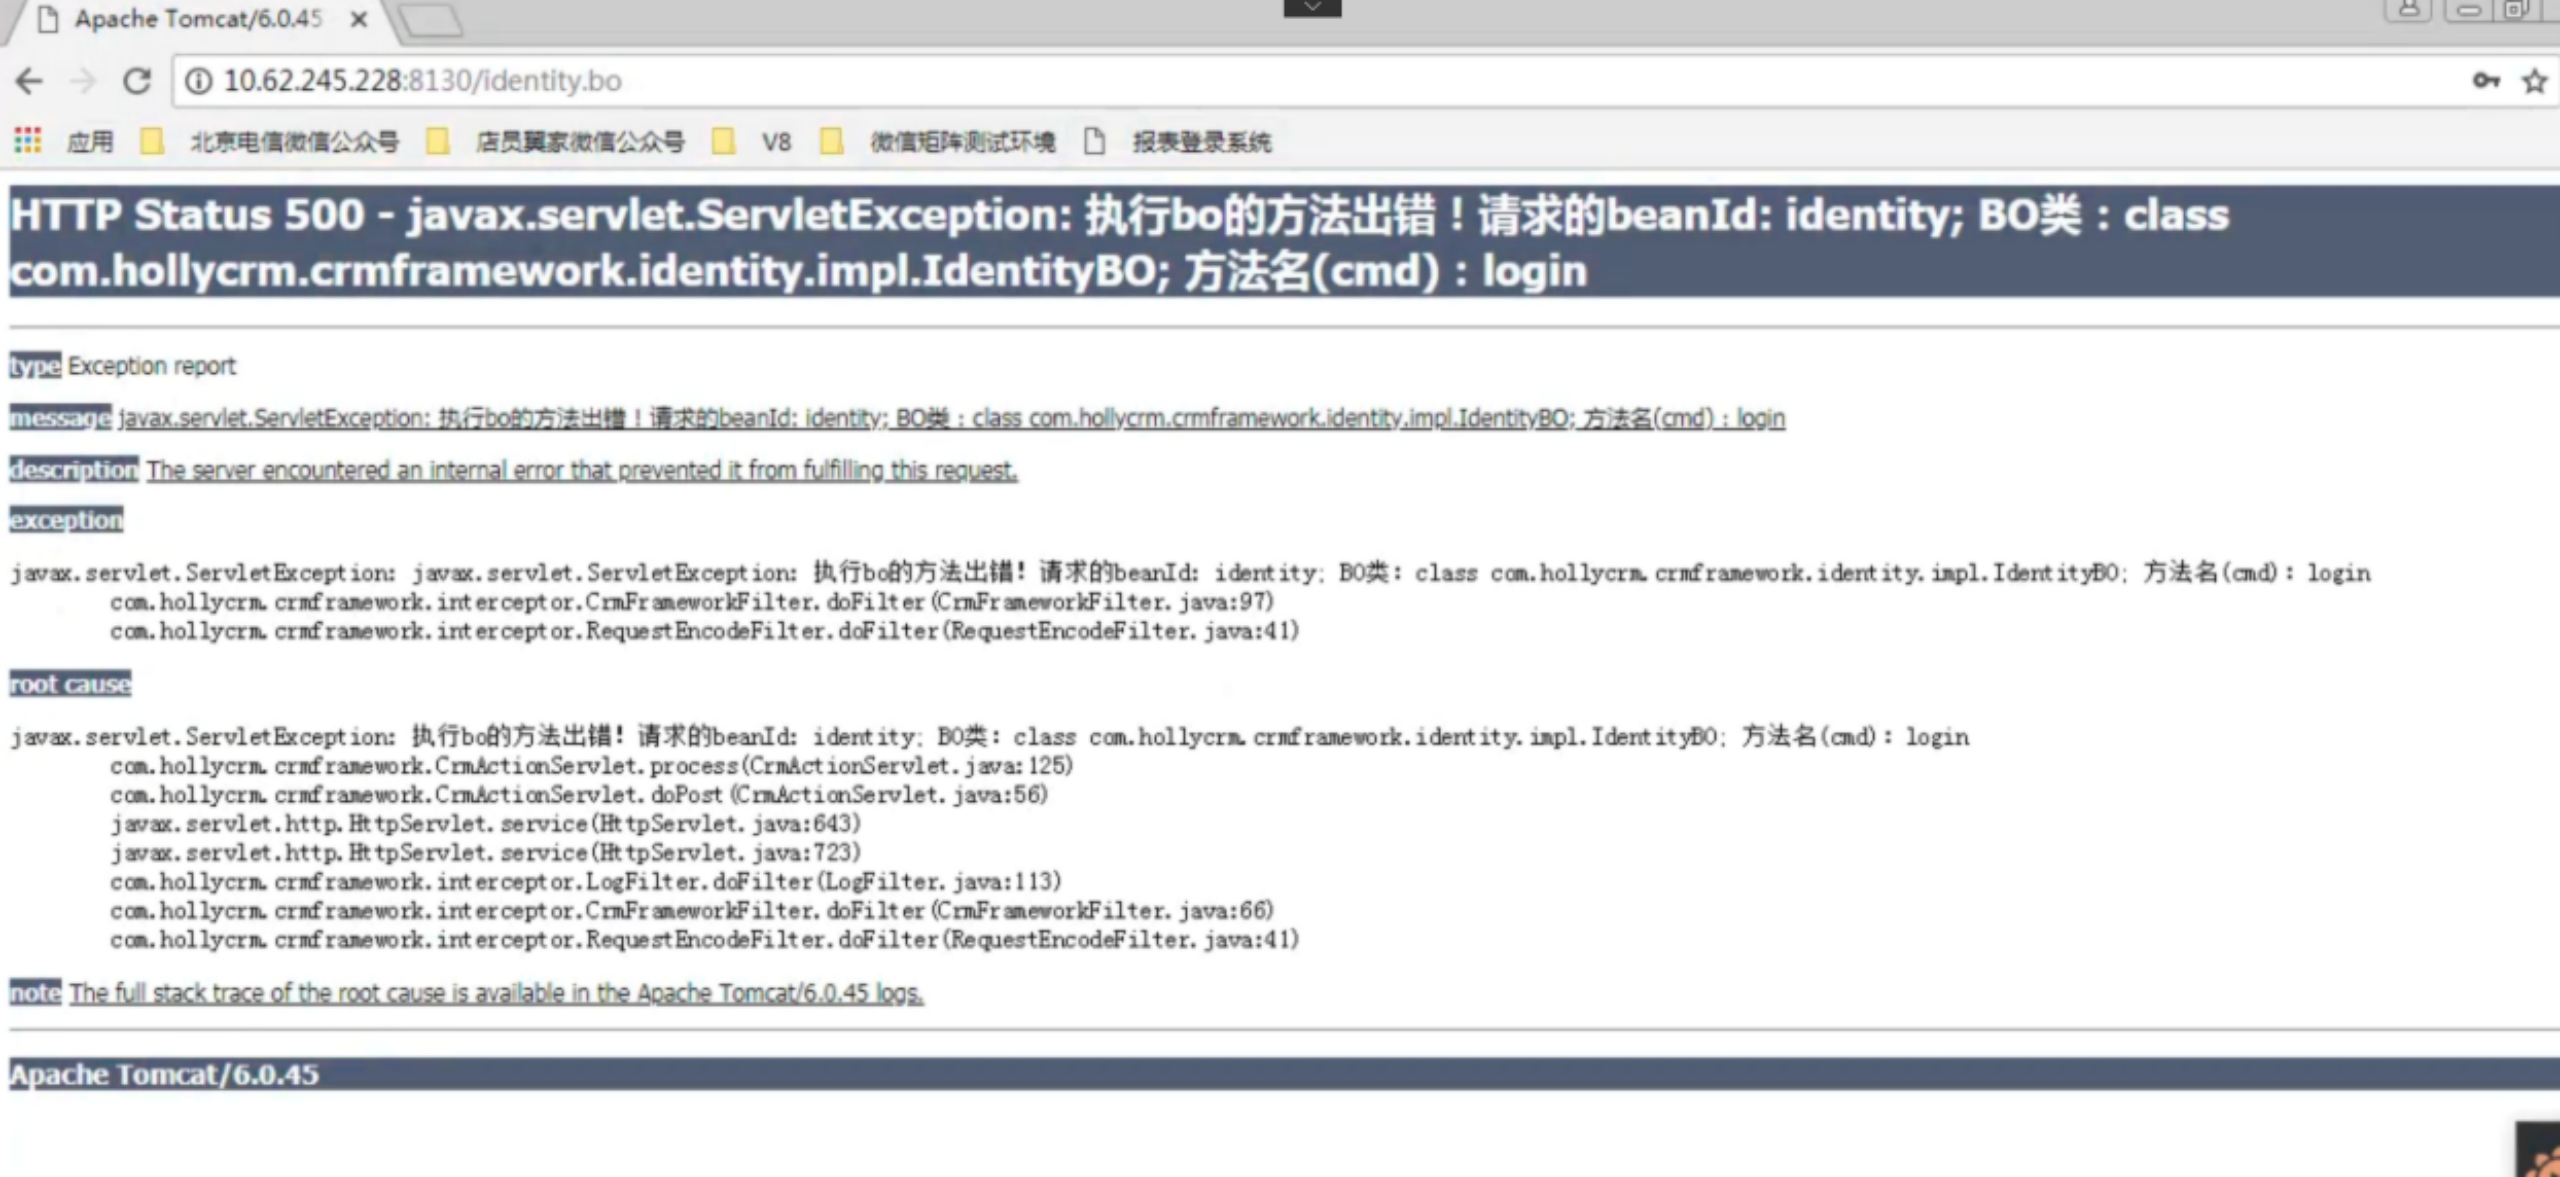 Apache Tomcat/6.0.45
10.62.245.228:8130/identity.bo
应用 北京电信微信公众号 店员翼家微信公众号 V8 微信矩阵测试环境 报表登录系统
HTTP Status 500 - javax.servlet.ServletException: 执行bo的方法出错！请求的beanId: identity; BO类：class
com.hollycrm.crmframework.identity.impl.IdentityBO; 方法名(cmd)：login
type Exception report
message javax.servlet.ServletException: 执行bo的方法出错！请求的beanId: identity; BO类：class com.hollycrm.crmframework.identity.impl.IdentityBO; 方法名(cmd)：login
description The server encountered an internal error that prevented it from fulfilling this request.
exception
javax.servlet.ServletException: javax.servlet.ServletException: 执行bo的方法出错！请求的beanId: identity; BO类：class com.hollycrm.crmframework.identity.impl.IdentityBO; 方法名(cmd)：login
com.hollycrm.crmframework.interceptor.CrmFrameworkFilter.doFilter(CrmFrameworkFilter.java:97)
com.hollycrm.crmframework.interceptor.RequestEncodeFilter.doFilter(RequestEncodeFilter.java:41)
root cause
javax.servlet.ServletException: 执行bo的方法出错！请求的beanId: identity; BO类：class com.hollycrm.crmframework.identity.impl.IdentityBO; 方法名(cmd)：login
com.hollycrm.crmframework.CrmActionServlet.process(CrmActionServlet.java:125)
com.hollycrm.crmframework.CrmActionServlet.doPost(CrmActionServlet.java:56)
javax.servlet.http.HttpServlet.service(HttpServlet.java:643)
javax.servlet.http.HttpServlet.service(HttpServlet.java:723)
com.hollycrm.crmframework.interceptor.LogFilter.doFilter(LogFilter.java:113)
com.hollycrm.crmframework.interceptor.CrmFrameworkFilter.doFilter(CrmFrameworkFilter.java:66)
com.hollycrm.crmframework.interceptor.RequestEncodeFilter.doFilter(RequestEncodeFilter.java:41)
note The full stack trace of the root cause is available in the Apache Tomcat/6.0.45 logs.
Apache Tomcat/6.0.45